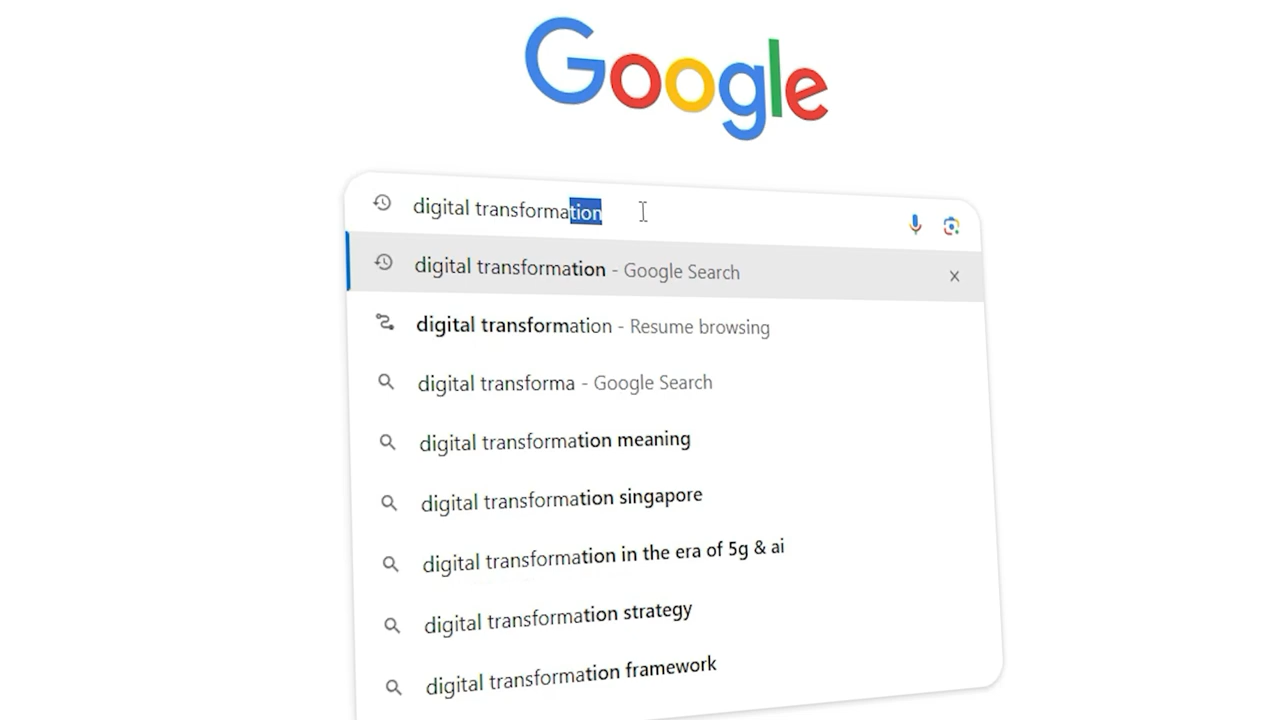 Google
digital transformation
digital transformation - Google Search
digital transformation - Resume browsing
digital transforma - Google Search
digital transformation meaning
digital transformation singapore
digital transformation in the era of 5g & ai
digital transformation strategy
digital transformation framework